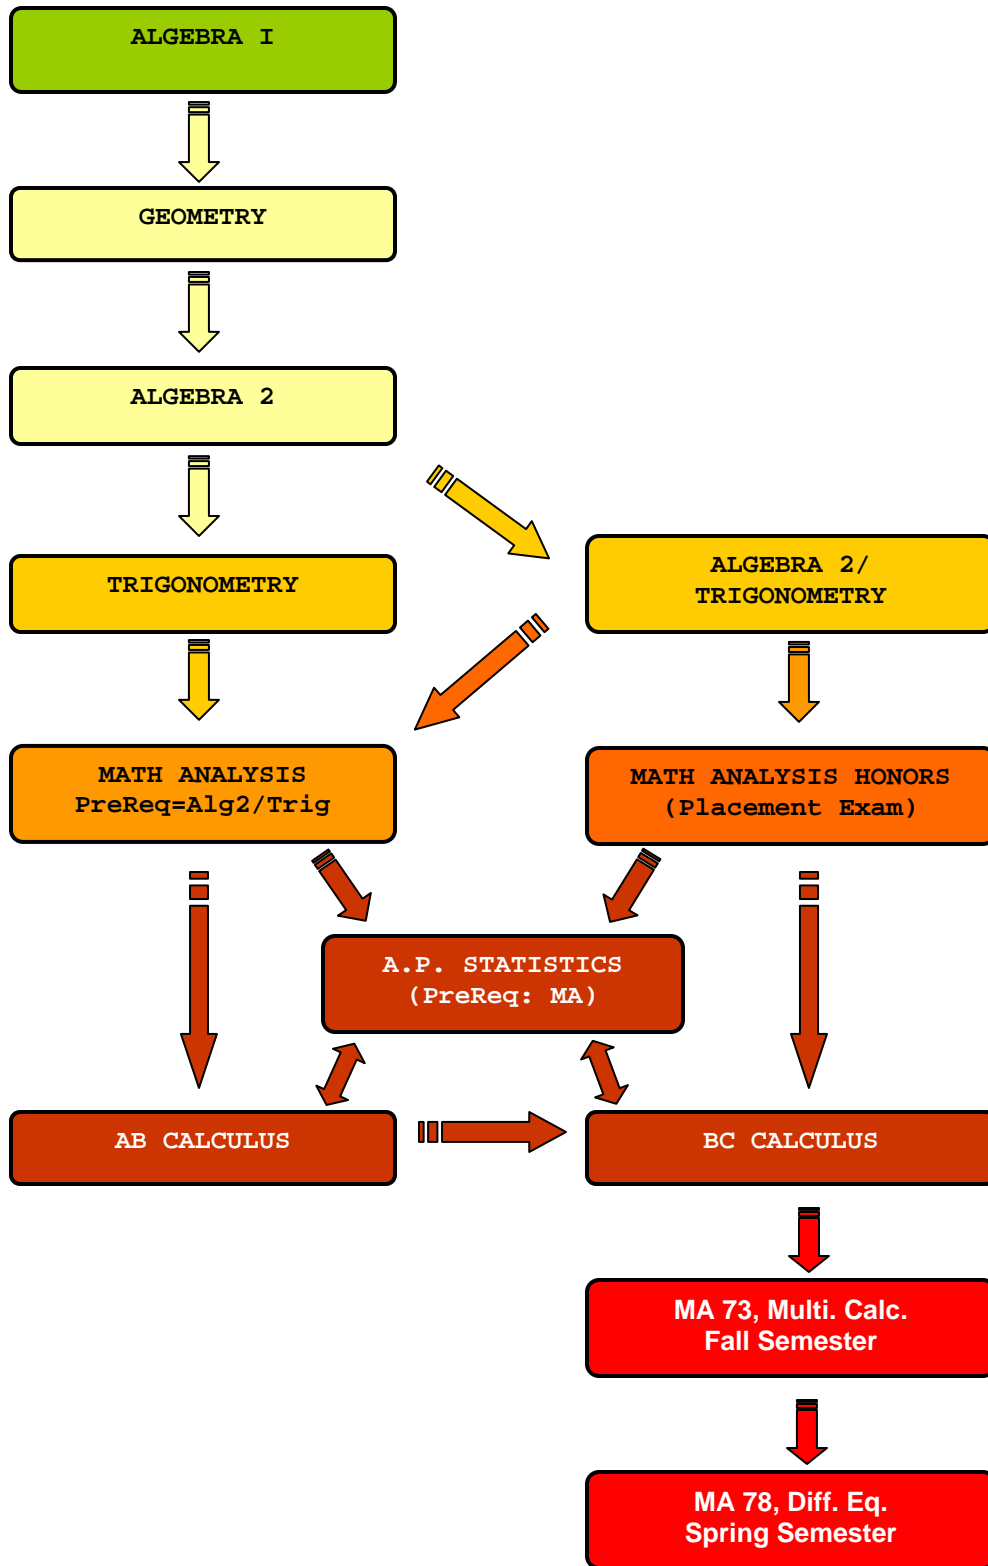 ALGEBRA I
GEOMETRY
ALGEBRA 2
TRIGONOMETRY
ALGEBRA 2/
TRIGONOMETRY
MATH ANALYSIS
PreReq=Alg2/Trig
MATH ANALYSIS HONORS
(Placement Exam)
A.P. STATISTICS
(PreReq: MA)
AB CALCULUS
BC CALCULUS
MA 73, Multi. Calc.
Fall Semester
MA 78, Diff. Eq.
Spring Semester